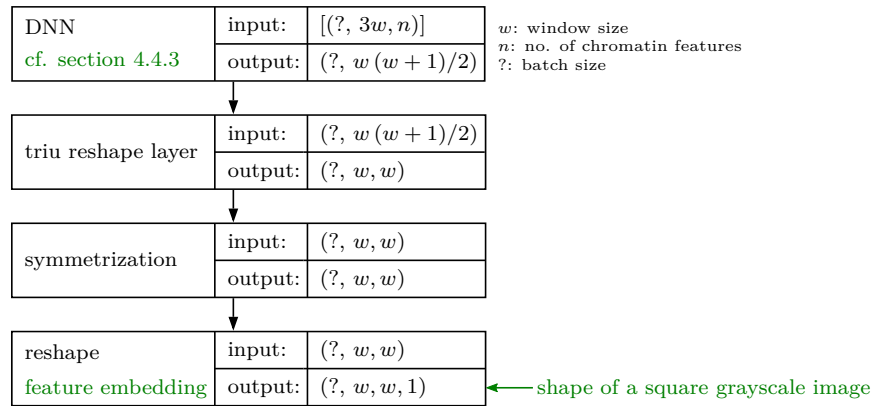 DNN
cf. section 4.4.3
input: [(?, 3w, n)]
output: (?, w (w + 1)/2)
w: window size
n: no. of chromatin features
?: batch size
triu reshape layer
input: (?, w (w + 1)/2)
output: (?, w, w)
symmetrization
input: (?, w, w)
output: (?, w, w)
reshape
feature embedding
input: (?, w, w)
output: (?, w, w, 1)
shape of a square grayscale image